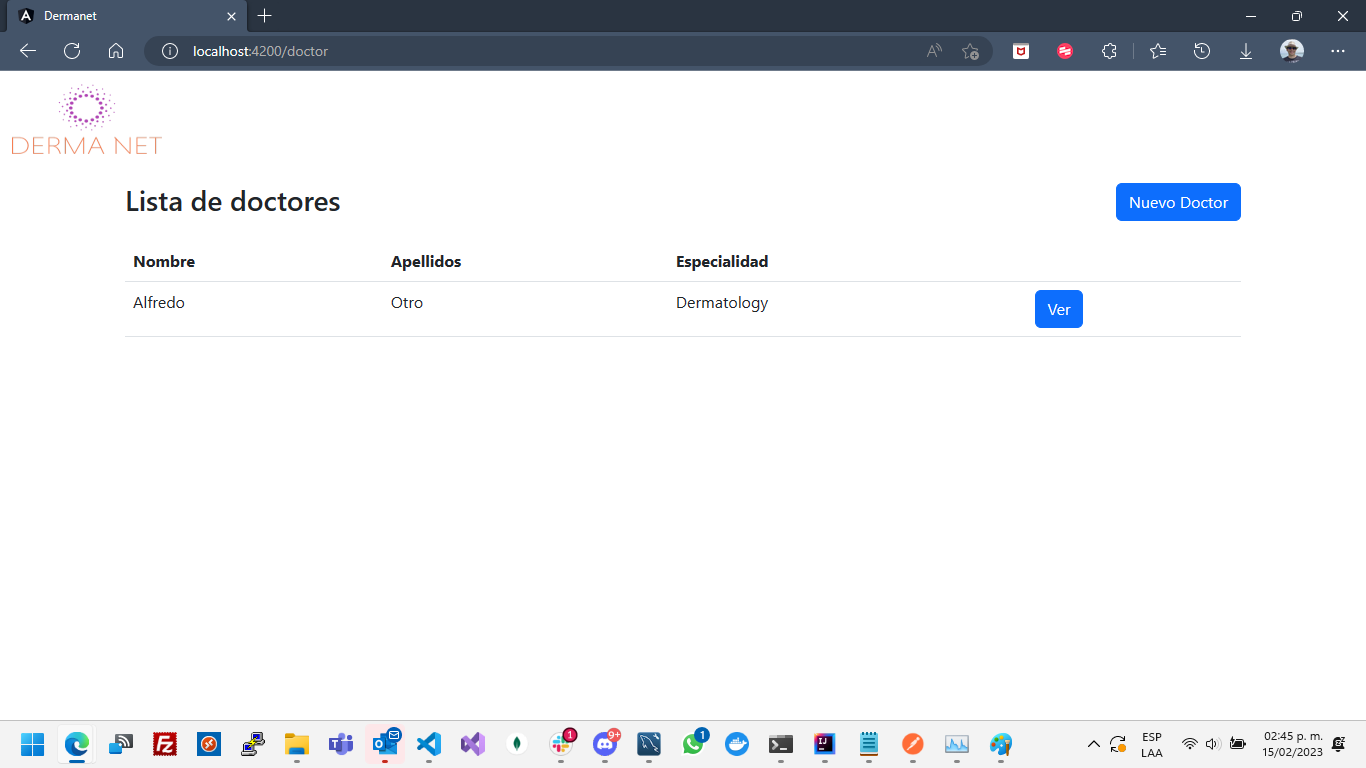 Dermanet
localhost:4200/doctor
DERMA NET
Lista de doctores
Nuevo Doctor
Nombre Apellidos Especialidad
Alfredo Otro Dermatology Ver
1 9+ 1
ESP
LAA
02:45 p. m.
15/02/2023